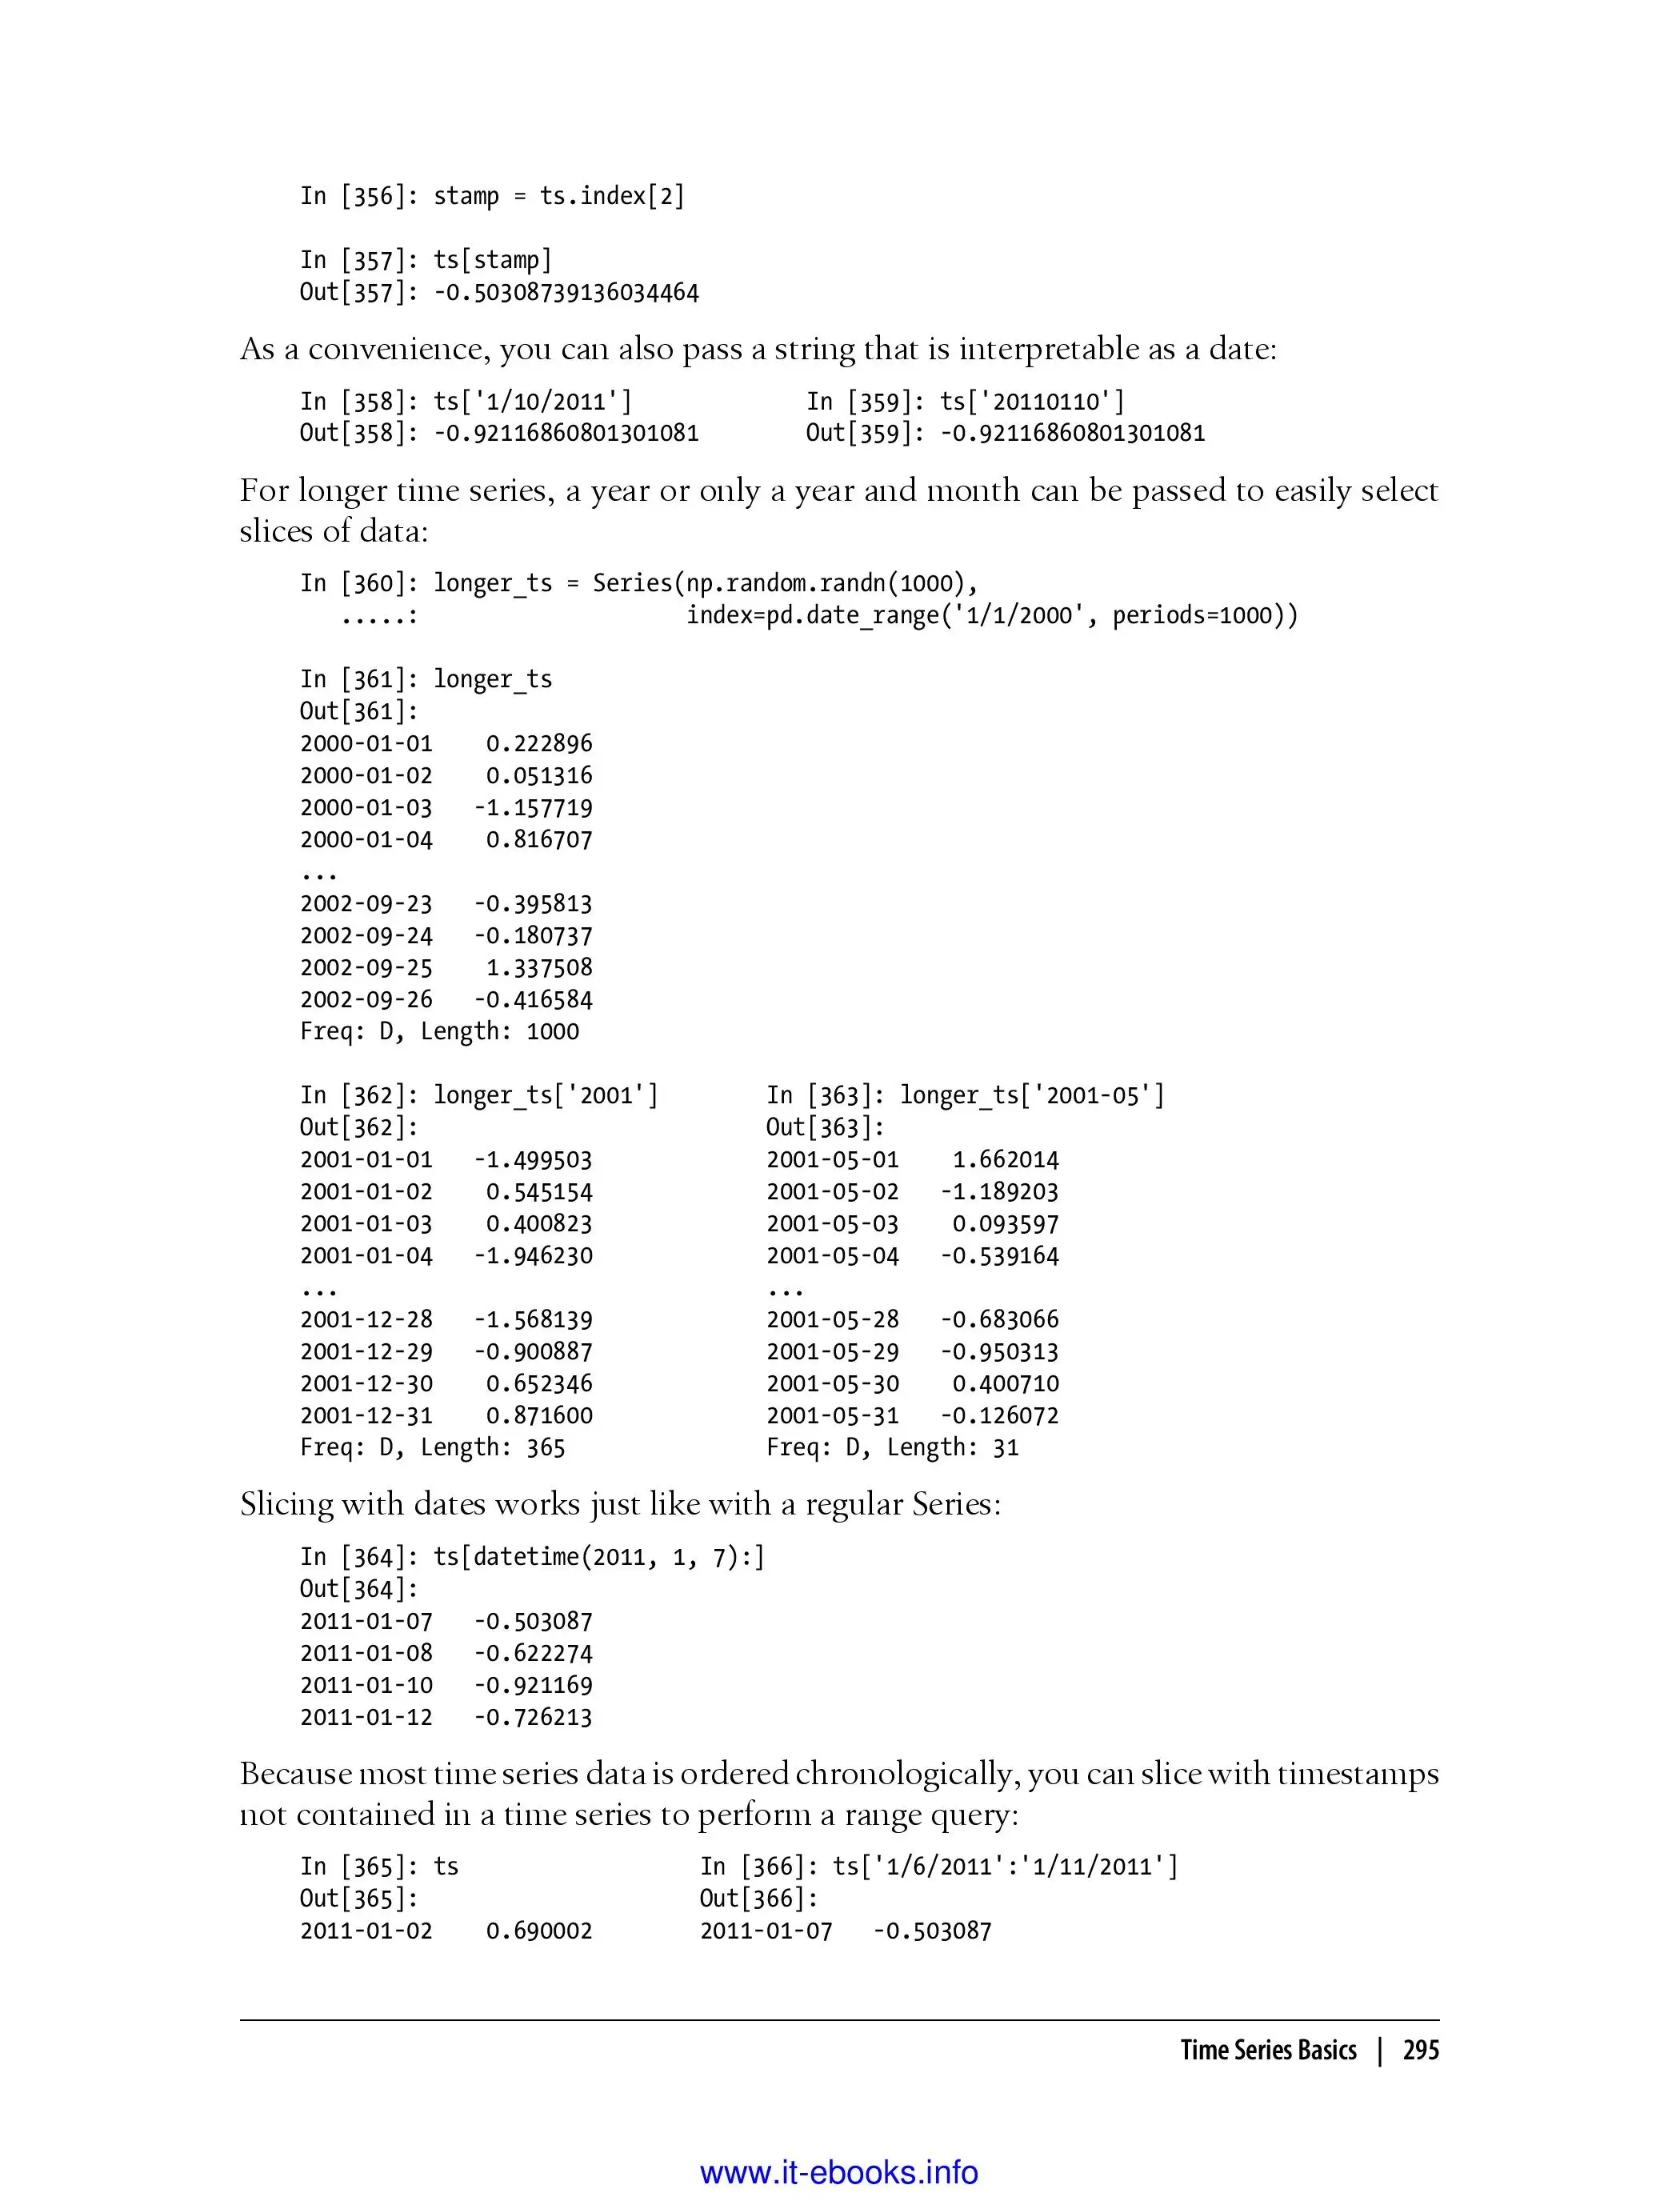 In [356]: stamp = ts.index[2]
In [357]: ts[stamp]
Out[357]: -0.50308739136034464
As a convenience, you can also pass a string that is interpretable as a date:
In [358]: ts['1/10/2011']    In [359]: ts['20110110']
Out[358]: -0.92116860801301081    Out[359]: -0.92116860801301081
For longer time series, a year or only a year and month can be passed to easily select
slices of data:
In [360]: longer_ts = Series(np.random.randn(1000),
.....:                    index=pd.date_range('1/1/2000', periods=1000))
In [361]: longer_ts
Out[361]:
2000-01-01    0.222896
2000-01-02    0.051316
2000-01-03   -1.157719
2000-01-04    0.816707
...
2002-09-23   -0.395813
2002-09-24   -0.180737
2002-09-25    1.337508
2002-09-26   -0.416584
Freq: D, Length: 1000
In [362]: longer_ts['2001']    In [363]: longer_ts['2001-05']
Out[362]:    Out[363]:
2001-01-01   -1.499503    2001-05-01    1.662014
2001-01-02    0.545154    2001-05-02   -1.189203
2001-01-03    0.400823    2001-05-03    0.093597
2001-01-04   -1.946230    2001-05-04   -0.539164
...    ...
2001-12-28   -1.568139    2001-05-28   -0.683066
2001-12-29   -0.900887    2001-05-29   -0.950313
2001-12-30    0.652346    2001-05-30    0.400710
2001-12-31    0.871600    2001-05-31   -0.126072
Freq: D, Length: 365    Freq: D, Length: 31
Slicing with dates works just like with a regular Series:
In [364]: ts[datetime(2011, 1, 7):]
Out[364]:
2011-01-07   -0.503087
2011-01-08   -0.622274
2011-01-10   -0.921169
2011-01-12   -0.726213
Because most time series data is ordered chronologically, you can slice with timestamps
not contained in a time series to perform a range query:
In [365]: ts    In [366]: ts['1/6/2011':'1/11/2011']
Out[365]:    Out[366]:
2011-01-02    0.690002    2011-01-07   -0.503087
Time Series Basics | 295
www.it-ebooks.info